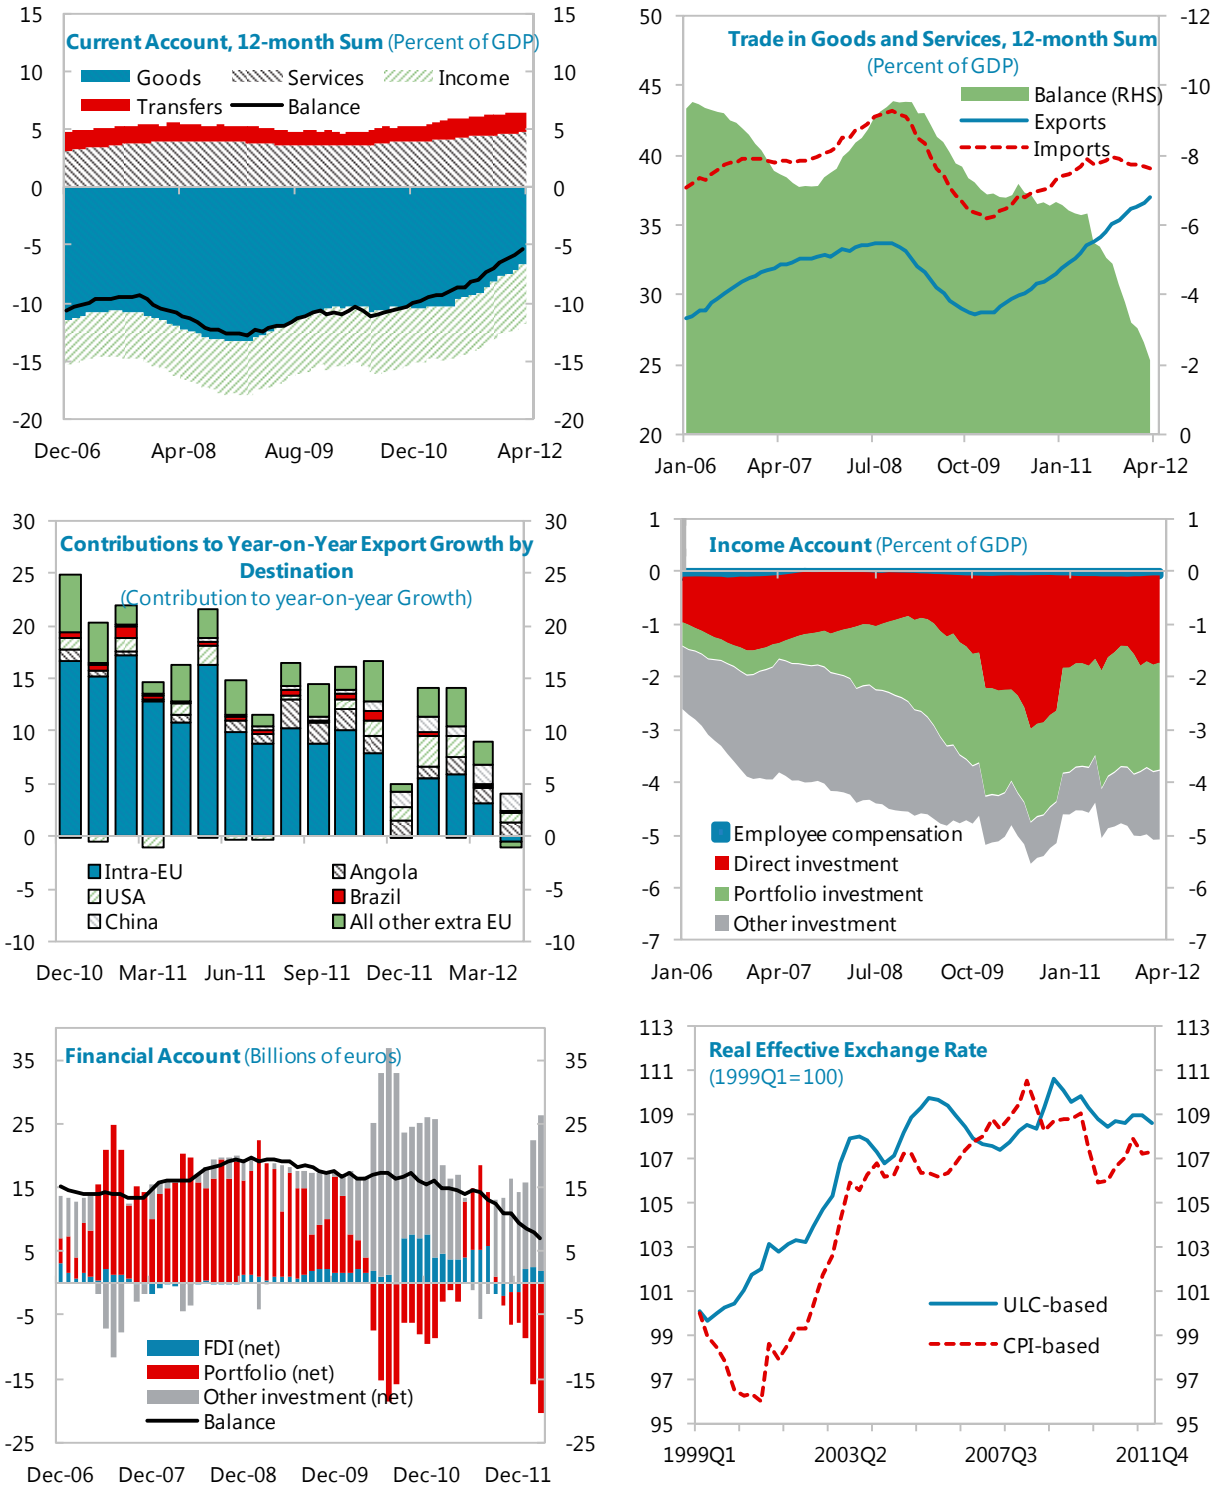 Current Account, 12-month Sum (Percent of GDP)
Goods Services Income
Transfers Balance
15 15
10 10
5 5
0 0
-5 -5
-10 -10
-15 -15
-20 -20
Dec-06 Apr-08 Aug-09 Dec-10 Apr-12
Trade in Goods and Services, 12-month Sum
(Percent of GDP)
Balance (RHS)
Exports
Imports
50 -12
45 -10
40 -8
35 -6
30 -4
25 -2
20 0
Jan-06 Apr-07 Jul-08 Oct-09 Jan-11 Apr-12
Contributions to Year-on-Year Export Growth by
Destination
(Contribution to year-on-year Growth)
30 30
25 25
20 20
15 15
10 10
5 5
0 0
-5 -5
-10 -10
Intra-EU Angola
USA Brazil
China All other extra EU
Dec-10 Mar-11 Jun-11 Sep-11 Dec-11 Mar-12
Income Account (Percent of GDP)
1 1
0 0
-1 -1
-2 -2
-3 -3
-4 -4
-5 -5
-6 -6
-7 -7
Employee compensation
Direct investment
Portfolio investment
Other investment
Jan-06 Apr-07 Jul-08 Oct-09 Jan-11 Apr-12
Financial Account (Billions of euros)
35 35
25 25
15 15
5 5
-5 -5
-15 -15
-25 -25
FDI (net)
Portfolio (net)
Other investment (net)
Balance
Dec-06 Dec-07 Dec-08 Dec-09 Dec-10 Dec-11
Real Effective Exchange Rate
(1999Q1=100)
113 113
111 111
109 109
107 107
105 105
103 103
101 101
99 99
97 97
95 95
ULC-based
CPI-based
1999Q1 2003Q2 2007Q3 2011Q4